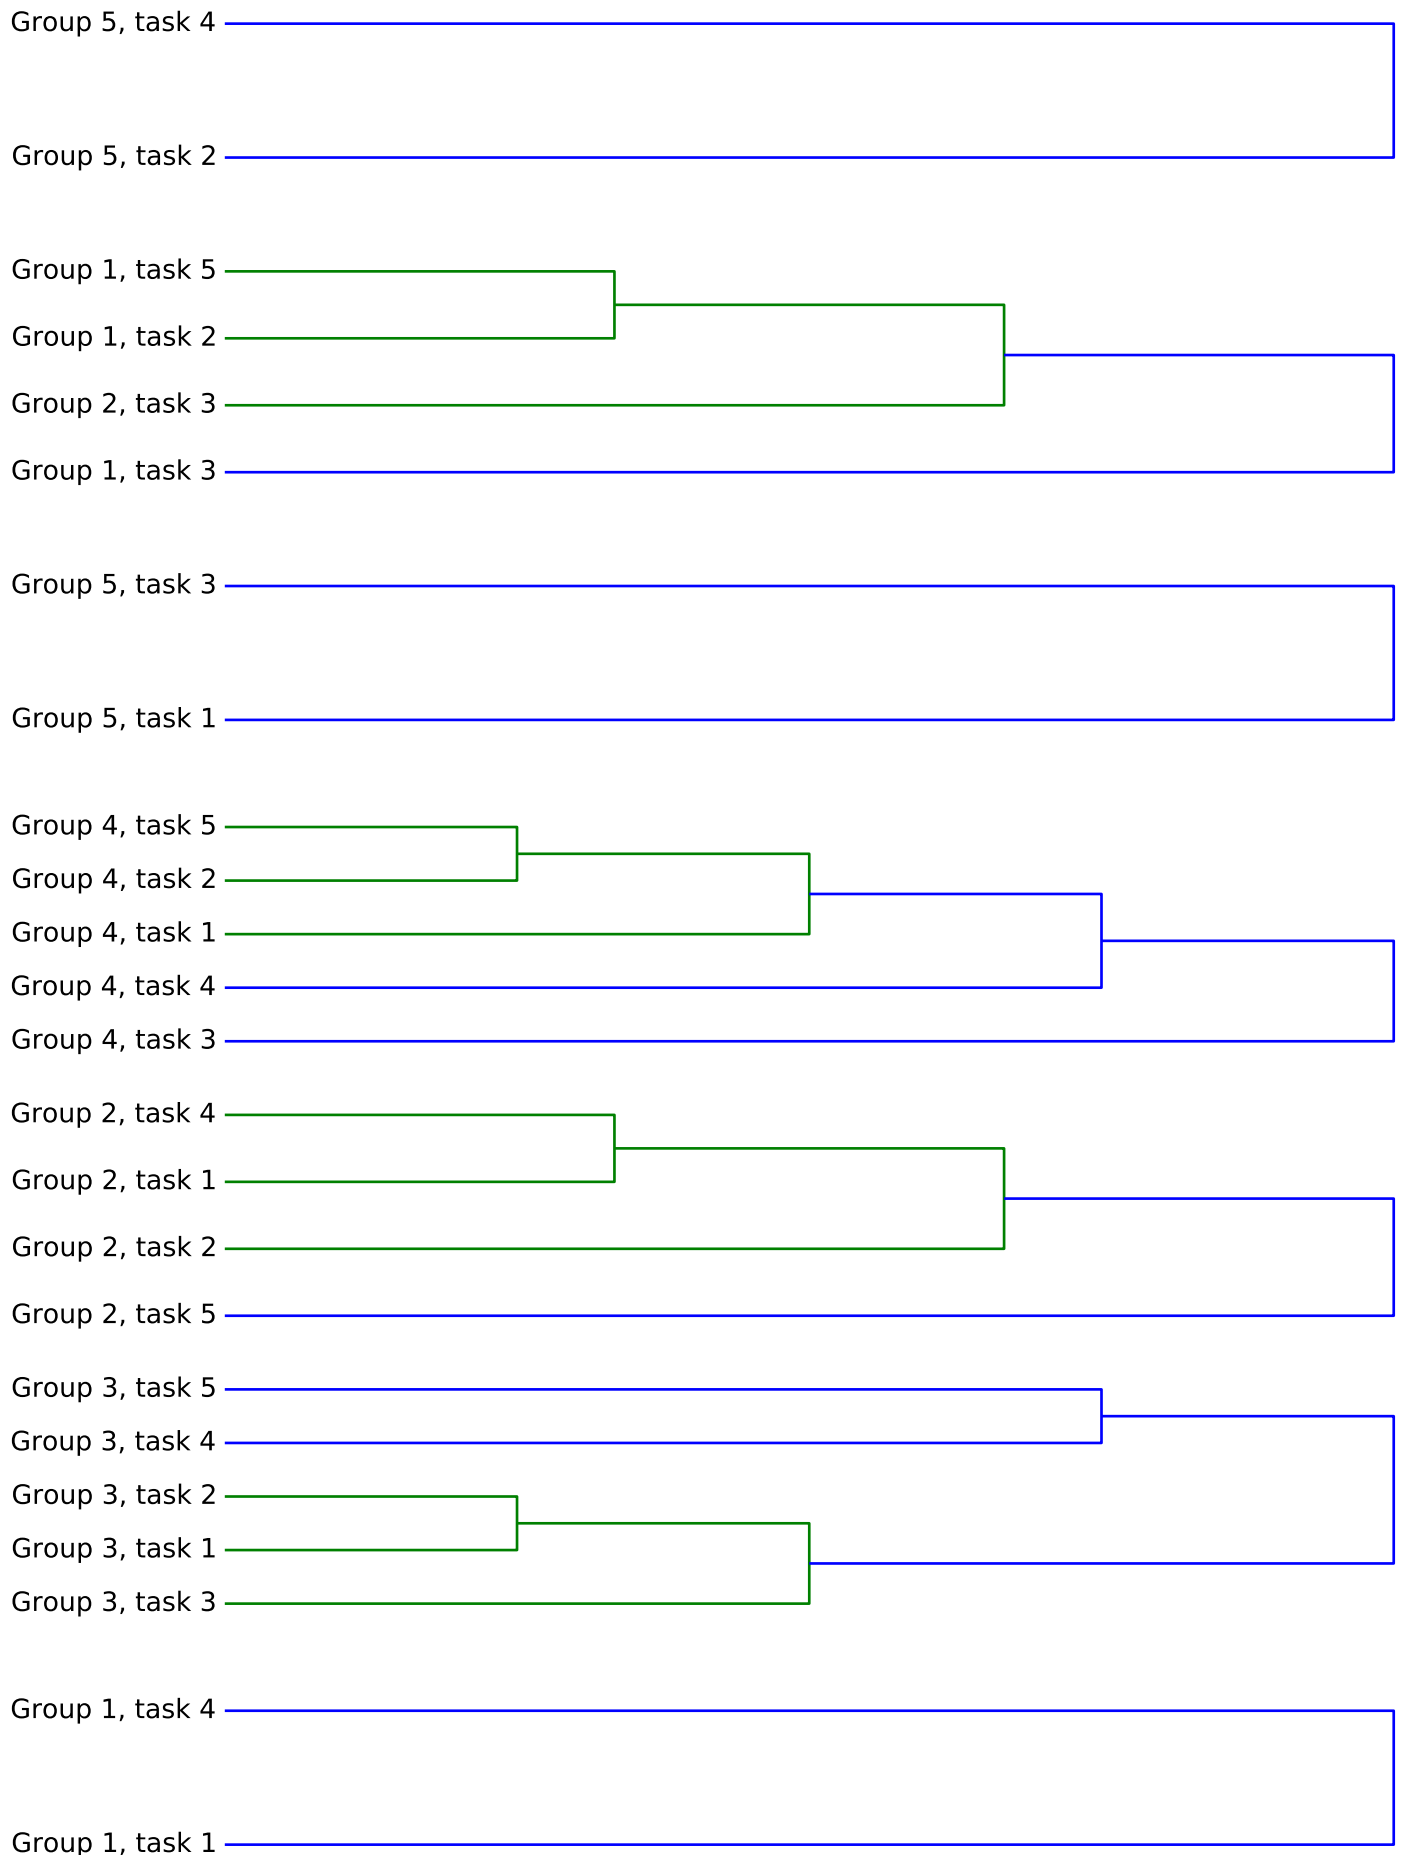 Group 5, task 4
Group 5, task 2
Group 1, task 5
Group 1, task 2
Group 2, task 3
Group 1, task 3
Group 5, task 3
Group 5, task 1
Group 4, task 5
Group 4, task 2
Group 4, task 1
Group 4, task 4
Group 4, task 3
Group 2, task 4
Group 2, task 1
Group 2, task 2
Group 2, task 5
Group 3, task 5
Group 3, task 4
Group 3, task 2
Group 3, task 1
Group 3, task 3
Group 1, task 4
Group 1, task 1